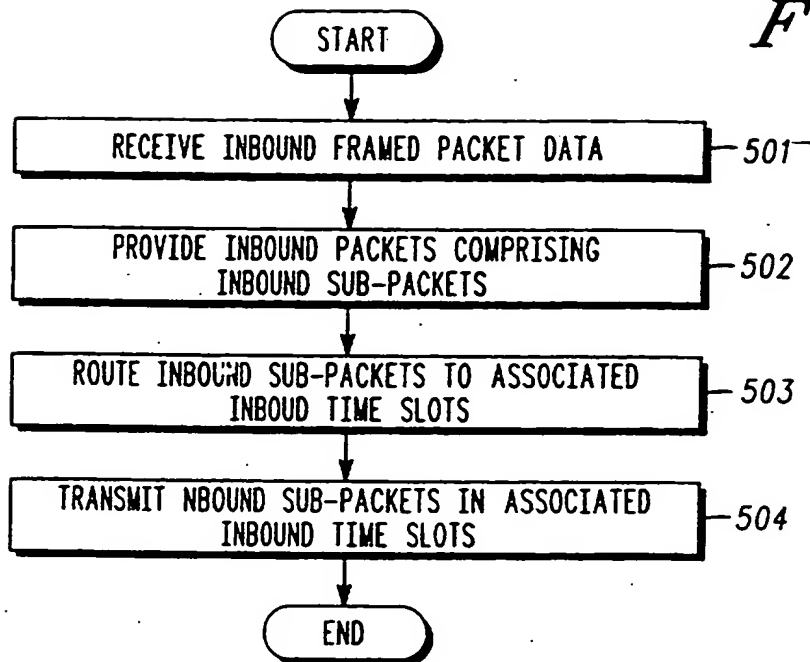 F
START
RECEIVE INBOUND FRAMED PACKET DATA
501
PROVIDE INBOUND PACKETS COMPRISING
INBOUND SUB-PACKETS
502
ROUTE INBOUND SUB-PACKETS TO ASSOCIATED
INBOUD TIME SLOTS
503
TRANSMIT NBOUND SUB-PACKETS IN ASSOCIATED
INBOUND TIME SLOTS
504
END